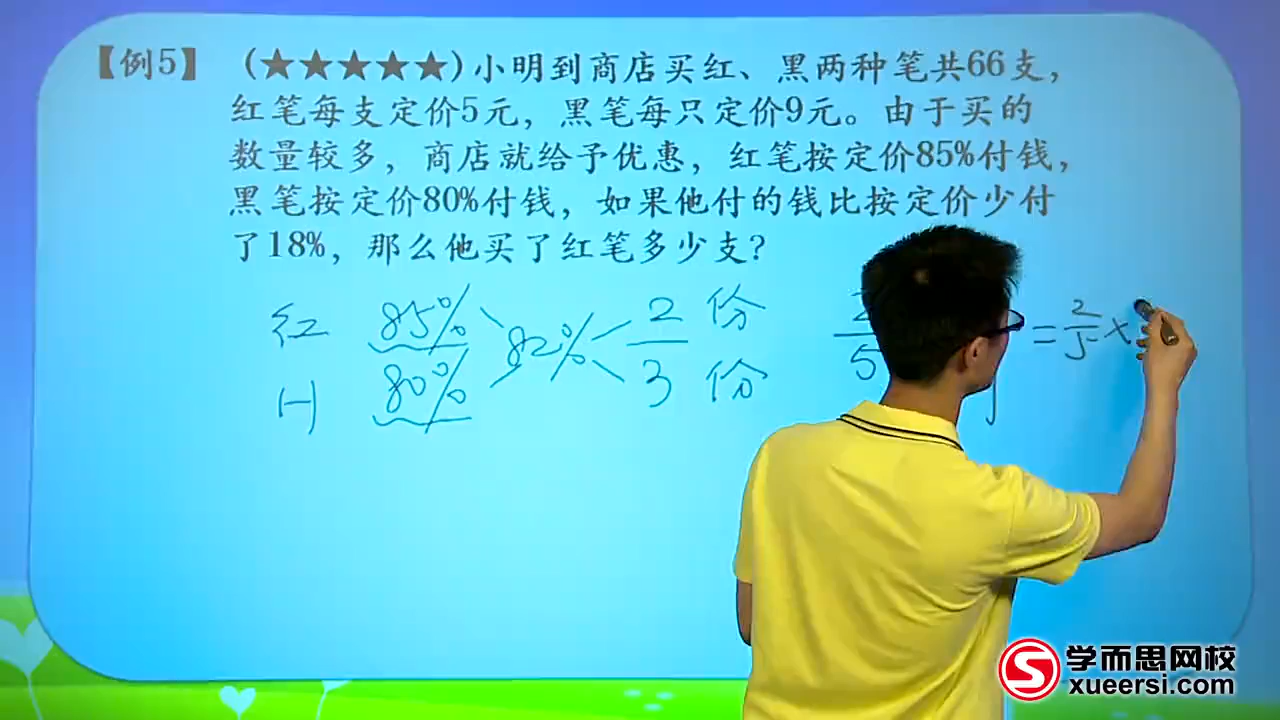 【例5】 (★★★★★)小明到商店买红、黑两种笔共66支，
红笔每支定价5元，黑笔每只定价9元。由于买的
数量较多，商店就给予优惠，红笔按定价85%付钱，
黑笔按定价80%付钱，如果他付的钱比按定价少付
了18%，那么他买了红笔多少支？
红 85% 82% 2 份
H 80% 3 份
5 = 2/5 ×
学而思网校
xueersi.com